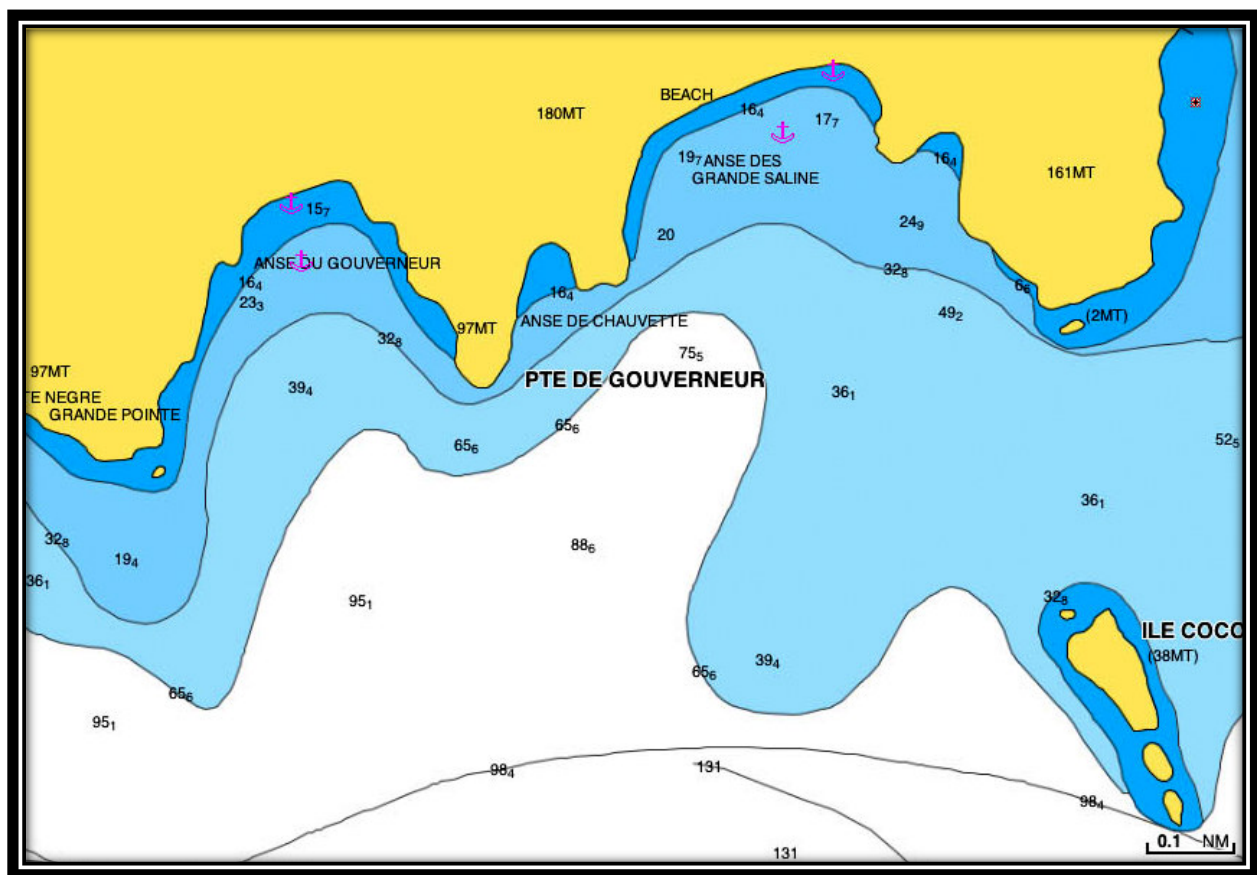 BEACH
16₄
17₇
180MT
19₇ ANSE DES
GRANDE SALINE
16₄
161MT
15₇
20
24₉
ANSE DU GOUVERNEUR
16₄
23₃
16₄
32₈
6₆
49₂
(2MT)
ANSE DE CHAUVETTE
97MT
32₈
75₅
97MT
PTE DE GOUVERNEUR
39₄
36₁
TE NEGRE
GRANDE POINTE
65₆
65₆
52₅
36₁
32₈
19₄
88₆
36₁
95₁
32₈
ILE COCO
(38MT)
39₄
65₆
65₆
95₁
98₄
131
98₄
0.1 NM
131